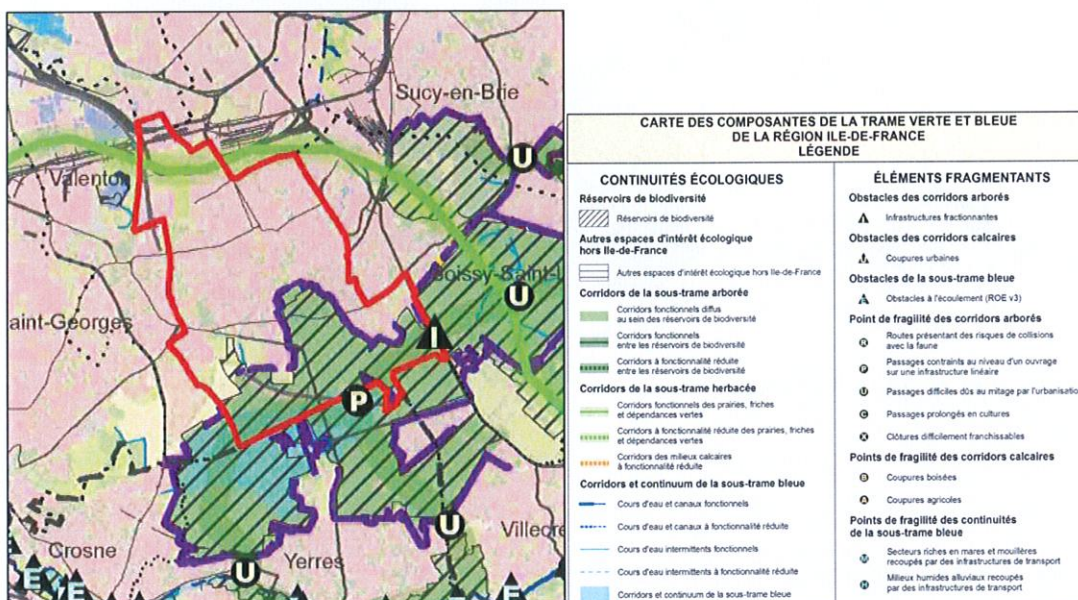 Sucy-en-Brie
U
Valenton
U
aint-Georges
I
P
U
Villecre
Crosne
Yerres
U
E
E
CARTE DES COMPOSANTES DE LA TRAME VERTE ET BLEUE
DE LA RÉGION ILE-DE-FRANCE
LÉGENDE
CONTINUITÉS ÉCOLOGIQUES
Réservoirs de biodiversité
Réservoirs de biodiversité
Autres espaces d'intérêt écologique
hors Ile-de-France
Autres espaces d'intérêt écologique hors Ile-de-France
Corridors de la sous-trame arborée
Corridors fonctionnels diffus
au sein des réservoirs de biodiversité
Corridors fonctionnels
entre les réservoirs de biodiversité
Corridors à fonctionnalité réduite
entre les réservoirs de biodiversité
Corridors de la sous-trame herbacée
Corridors fonctionnels des prairies, friches
et dépendances vertes
Corridors à fonctionnalité réduite des prairies, friches
et dépendances vertes
Corridors des milieux calcaires
à fonctionnalité réduite
Corridors et continuum de la sous-trame bleue
Cours d'eau et canaux fonctionnels
Cours d'eau et canaux à fonctionnalité réduite
Cours d'eau intermittents fonctionnels
Cours d'eau intermittents à fonctionnalité réduite
Corridors et continuum de la sous-trame bleue
ÉLÉMENTS FRAGMENTANTS
Obstacles des corridors arborés
Infrastructures fractionnantes
Obstacles des corridors calcaires
Coupures urbaines
Obstacles de la sous-trame bleue
Obstacles à l'écoulement (ROE v3)
Point de fragilité des corridors arborés
R Routes présentant des risques de collisions
avec la faune
P Passages contraints au niveau d'un ouvrage
sur une infrastructure linéaire
U Passages difficiles dûs au mitage par l'urbanisatio
C Passages prolongés en cultures
Clôtures difficilement franchissables
Points de fragilité des corridors calcaires
B Coupures boisées
A Coupures agricoles
Points de fragilité des continuités
de la sous-trame bleue
M Secteurs riches en mares et mouillères
recoupés par des infrastructures de transport
H Milieux humides alluviaux recoupés
par des infrastructures de transport